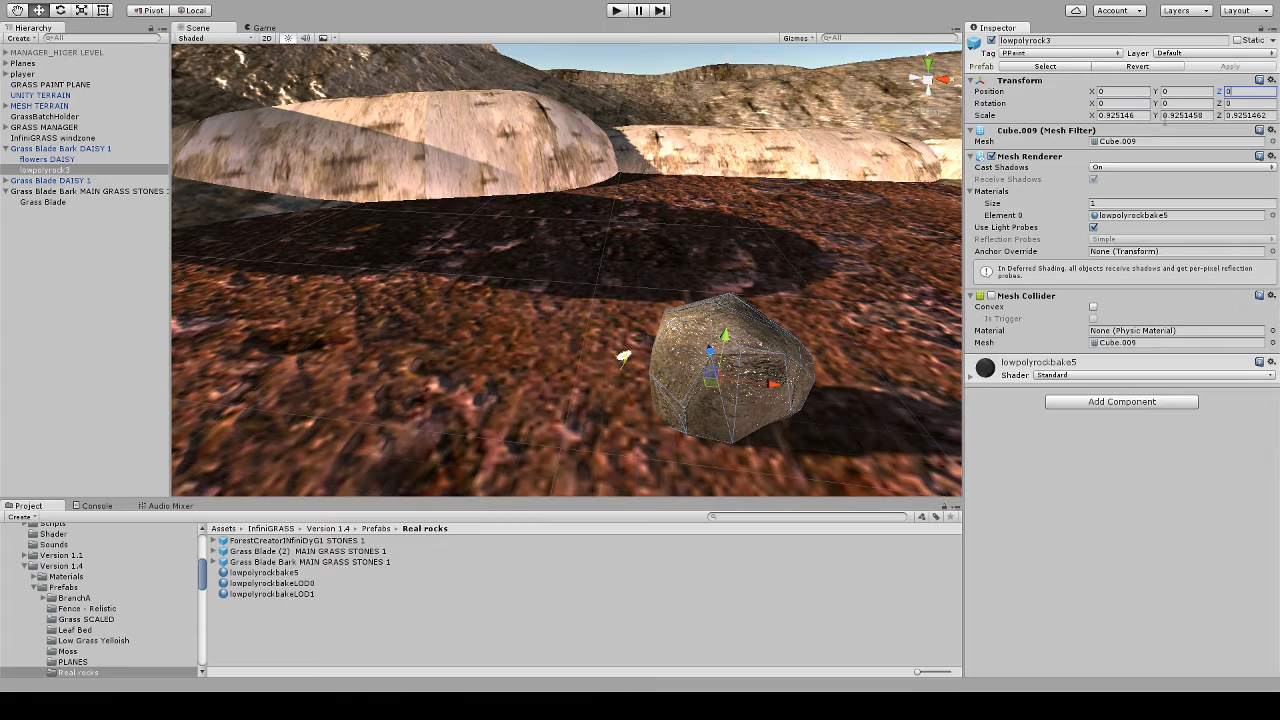 Pivot Local Account Layers Layout
Hierarchy Scene Game Inspector
Create All Shaded 2D Gizmos All
lowpolyrock3 Static
MANAGER_HIGER LEVEL
Planes
player
GRASS PAINT PLANE
UNITY TERRAIN
MESH TERRAIN
GrassBatchHolder
GRASS MANAGER
InfiniGRASS windzone
Grass Blade Bark DAISY 1
flowers DAISY
lowpolyrock3
Grass Blade DAISY 1
Grass Blade Bark MAIN GRASS STONES
Grass Blade
Tag PPaint Layer Default
Prefab Select Revert Apply
Transform
Position X 0 Y 0 Z 0
Rotation X 0 Y 0 Z 0
Scale X 0.925146 Y 0.9251458 Z 0.9251462
Cube.009 (Mesh Filter)
Mesh Cube.009
Mesh Renderer
Cast Shadows On
Receive Shadows
Materials
Size 1
Element 0 lowpolyrockbake5
Use Light Probes
Reflection Probes Simple
Anchor Override None (Transform)
In Deferred Shading, all objects receive shadows and get per-pixel reflection
probes.
Mesh Collider
Convex
Is Trigger
Material None (Physic Material)
Mesh Cube.009
lowpolyrockbake5
Shader Standard
Add Component
Project Console Audio Mixer
Create
Scripts
Shader
Sounds
Version 1.1
Version 1.4
Materials
Prefabs
BranchA
Fence - Relistic
Grass SCALED
Leaf Bed
Low Grass Yelloish
Moss
PLANES
Real rocks
Assets InfiniGRASS Version 1.4 Prefabs Real rocks
ForestCreatorINfiniDyG1 STONES 1
Grass Blade (2) MAIN GRASS STONES 1
Grass Blade Bark MAIN GRASS STONES 1
lowpolyrockbake5
lowpolyrockbakeLOD0
lowpolyrockbakeLOD1